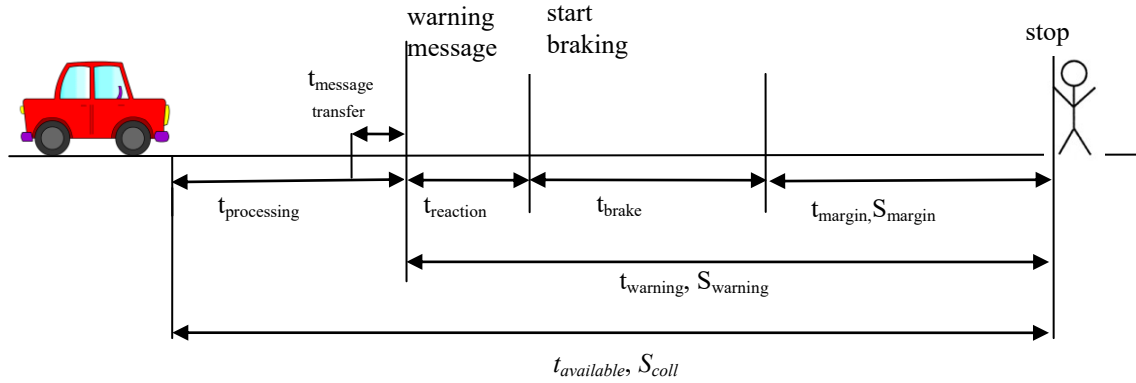 warning
message
start
braking
stop
t_message
transfer
t_processing
t_reaction
t_brake
t_margin, S_margin
t_warning, S_warning
t_available, S_coll